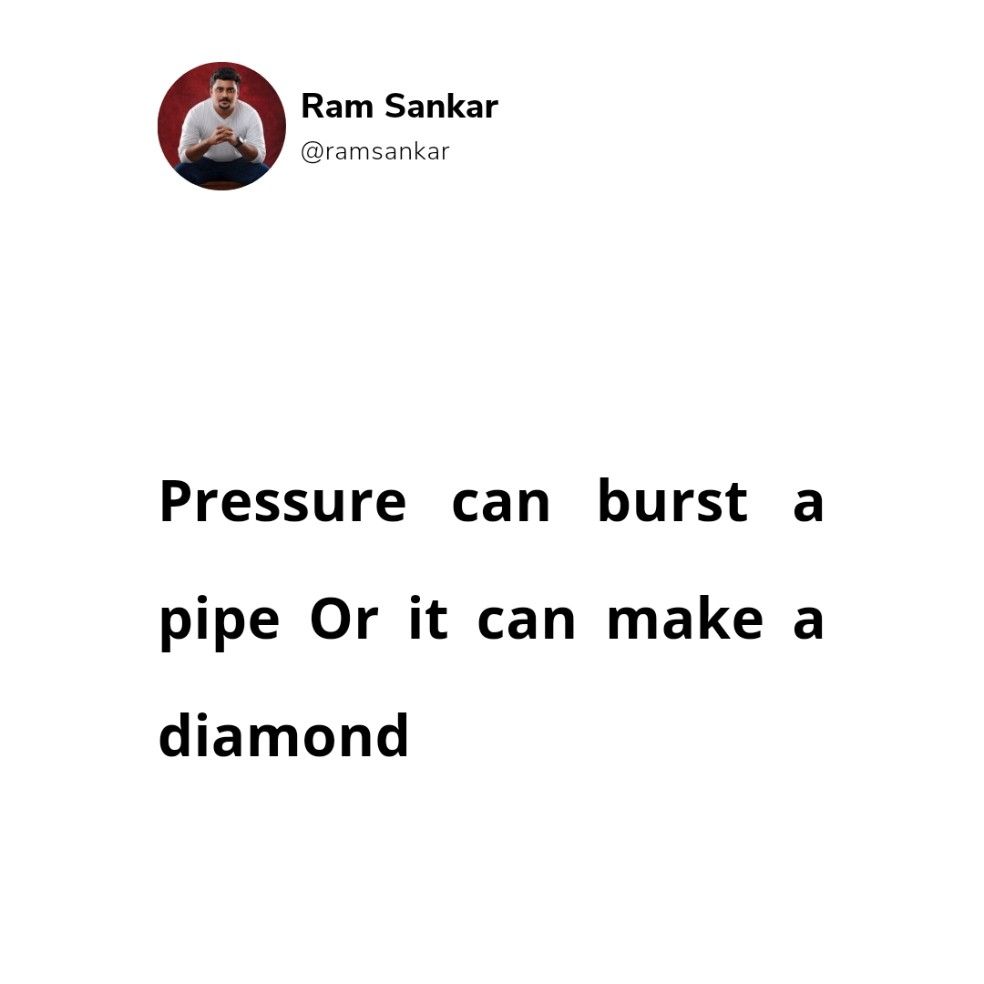 Ram Sankar
@ramsankar
Pressure can burst a
pipe Or it can make a
diamond